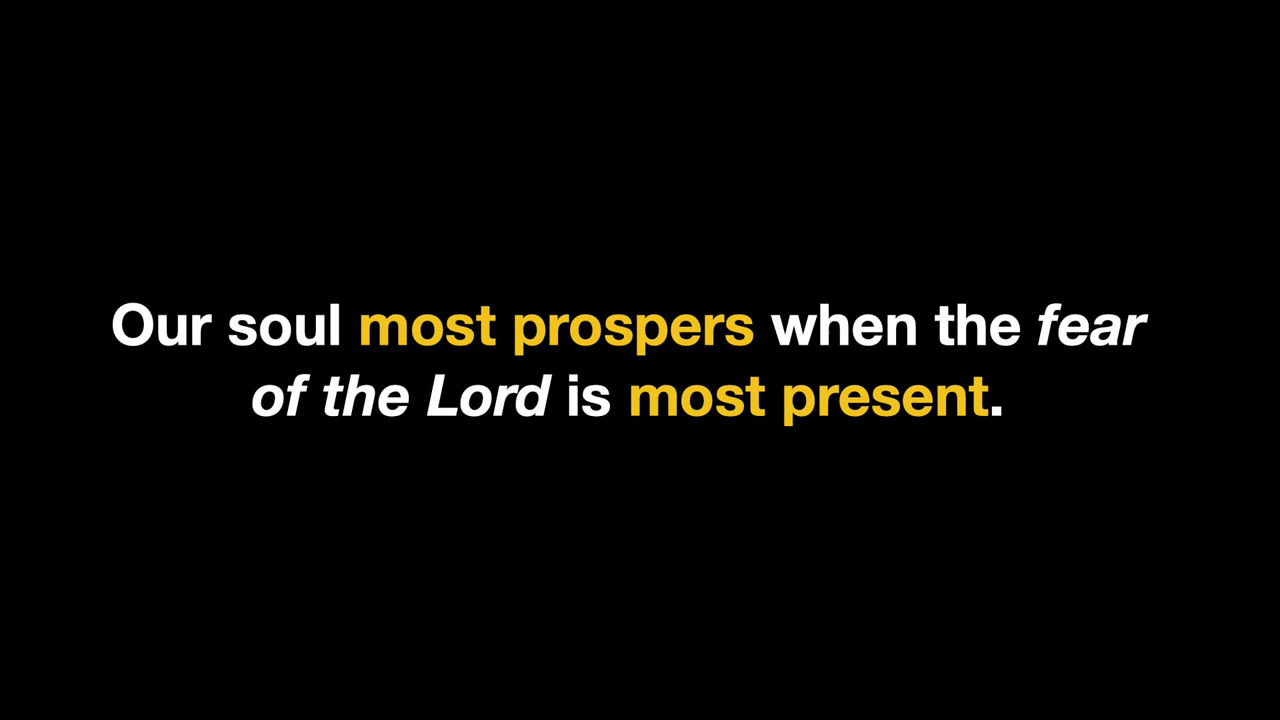 Our soul most prospers when the fear
of the Lord is most present.